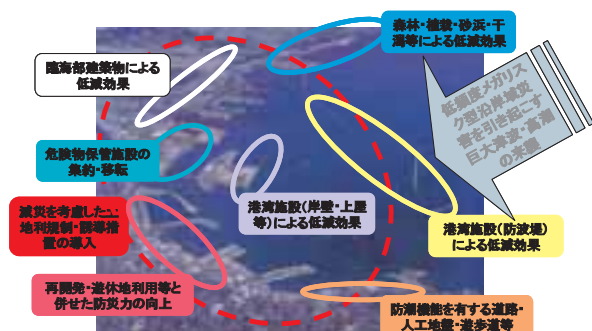 森林・植栽・砂浜・干
潟等による低減効果
臨海部建築物による
低減効果
低頻度メガリス
ク型沿岸域災
害を引き起こす
巨大津波・高潮
の来襲
危険物保管施設の
集約・移転
港湾施設(岸壁・上屋
等)による低減効果
減災を考慮した土
地利規制・誘導措
置の導入
港湾施設(防波堤)
による低減効果
再開発・遊休地利用等と
併せた防災力の向上
防潮機能を有する道路・
人工地盤・遊歩道等